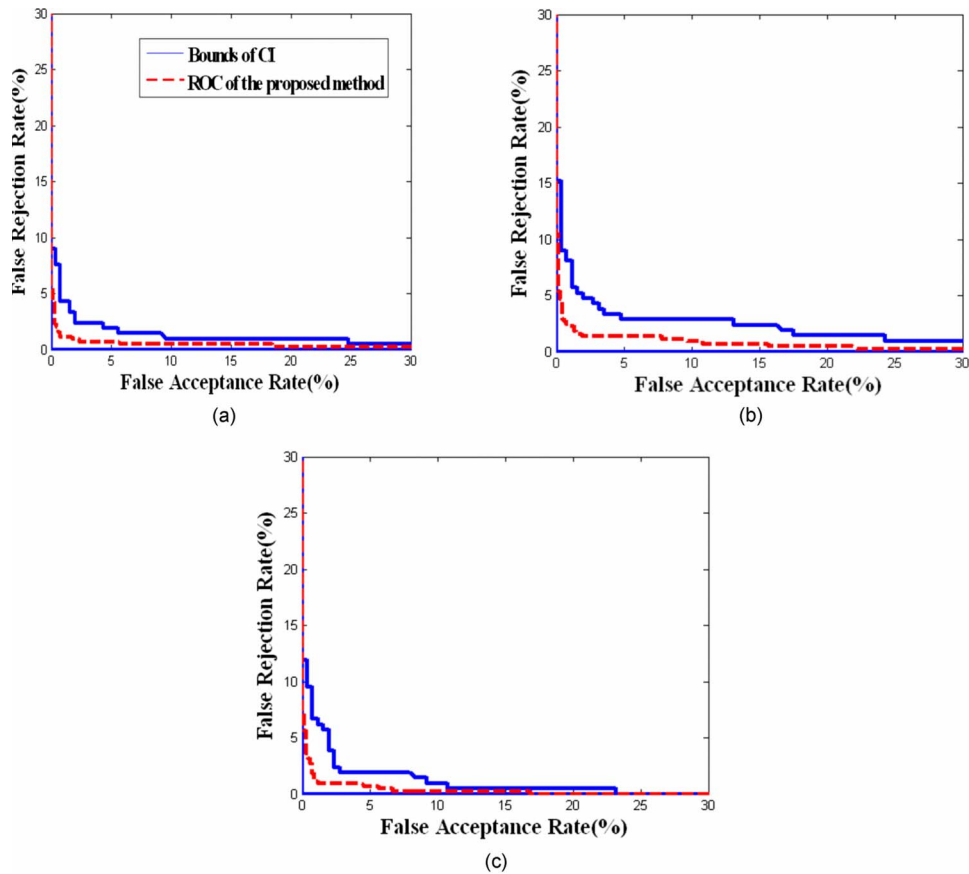 30
25
20
15
10
5
0
False Rejection Rate(%)
Bounds of CI
ROC of the proposed method
0 5 10 15 20 25 30
False Acceptance Rate(%)
(a)
30
25
20
15
10
5
0
False Rejection Rate(%)
0 5 10 15 20 25 30
False Acceptance Rate(%)
(b)
30
25
20
15
10
5
0
False Rejection Rate(%)
0 5 10 15 20 25 30
False Acceptance Rate(%)
(c)